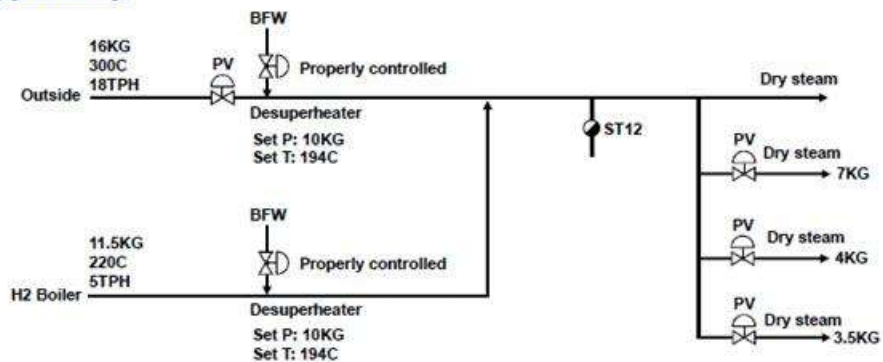 BFW
16KG
300C
18TPH
PV
Properly controlled
Outside
Dry steam
Desuperheater
Set P: 10KG
Set T: 194C
ST12
PV
Dry steam
7KG
BFW
11.5KG
220C
5TPH
Properly controlled
PV
Dry steam
4KG
H2 Boiler
Desuperheater
Set P: 10KG
Set T: 194C
PV
Dry steam
3.5KG